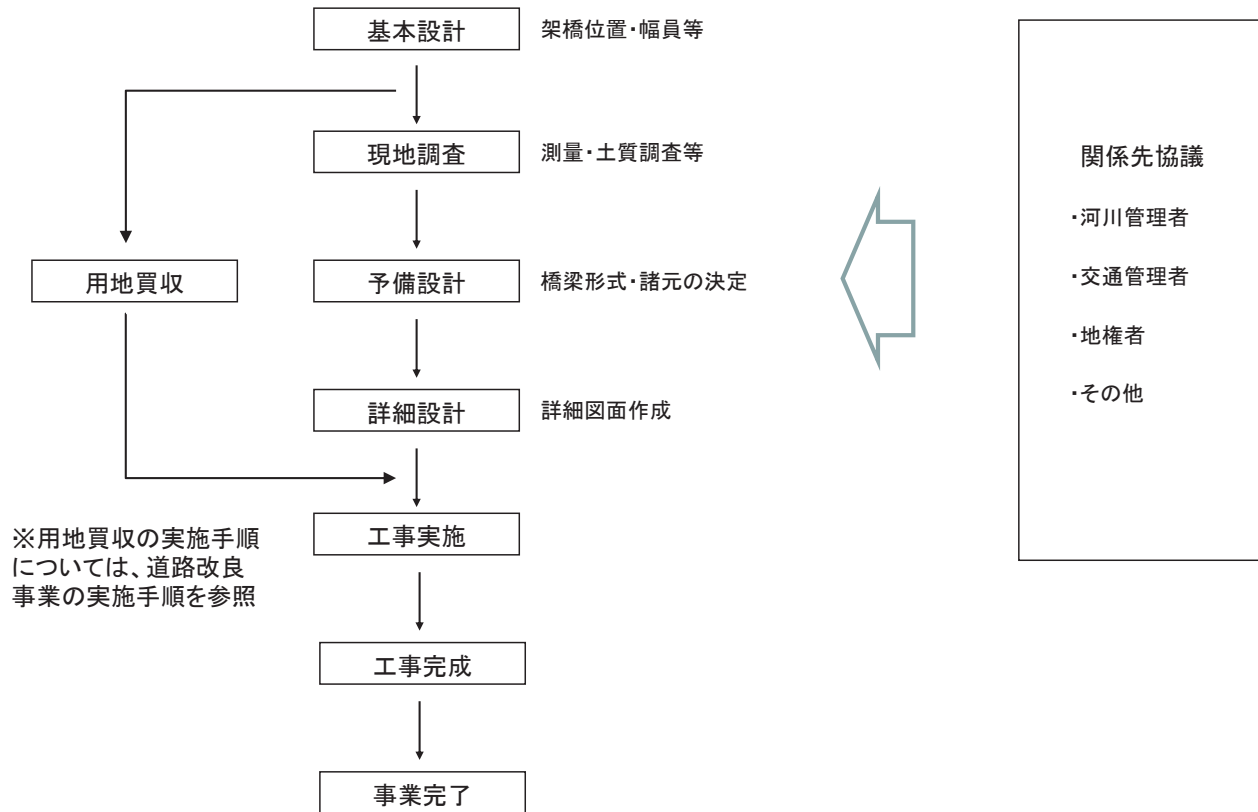 基本設計
架橋位置・幅員等
現地調査
測量・土質調査等
用地買収
予備設計
橋梁形式・諸元の決定
詳細設計
詳細図面作成
※用地買収の実施手順
については、道路改良
事業の実施手順を参照
工事実施
工事完成
事業完了
関係先協議
・河川管理者
・交通管理者
・地権者
・その他